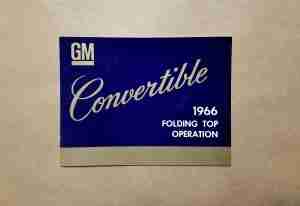 GM
Convertible
1966
FOLDING TOP
OPERATION